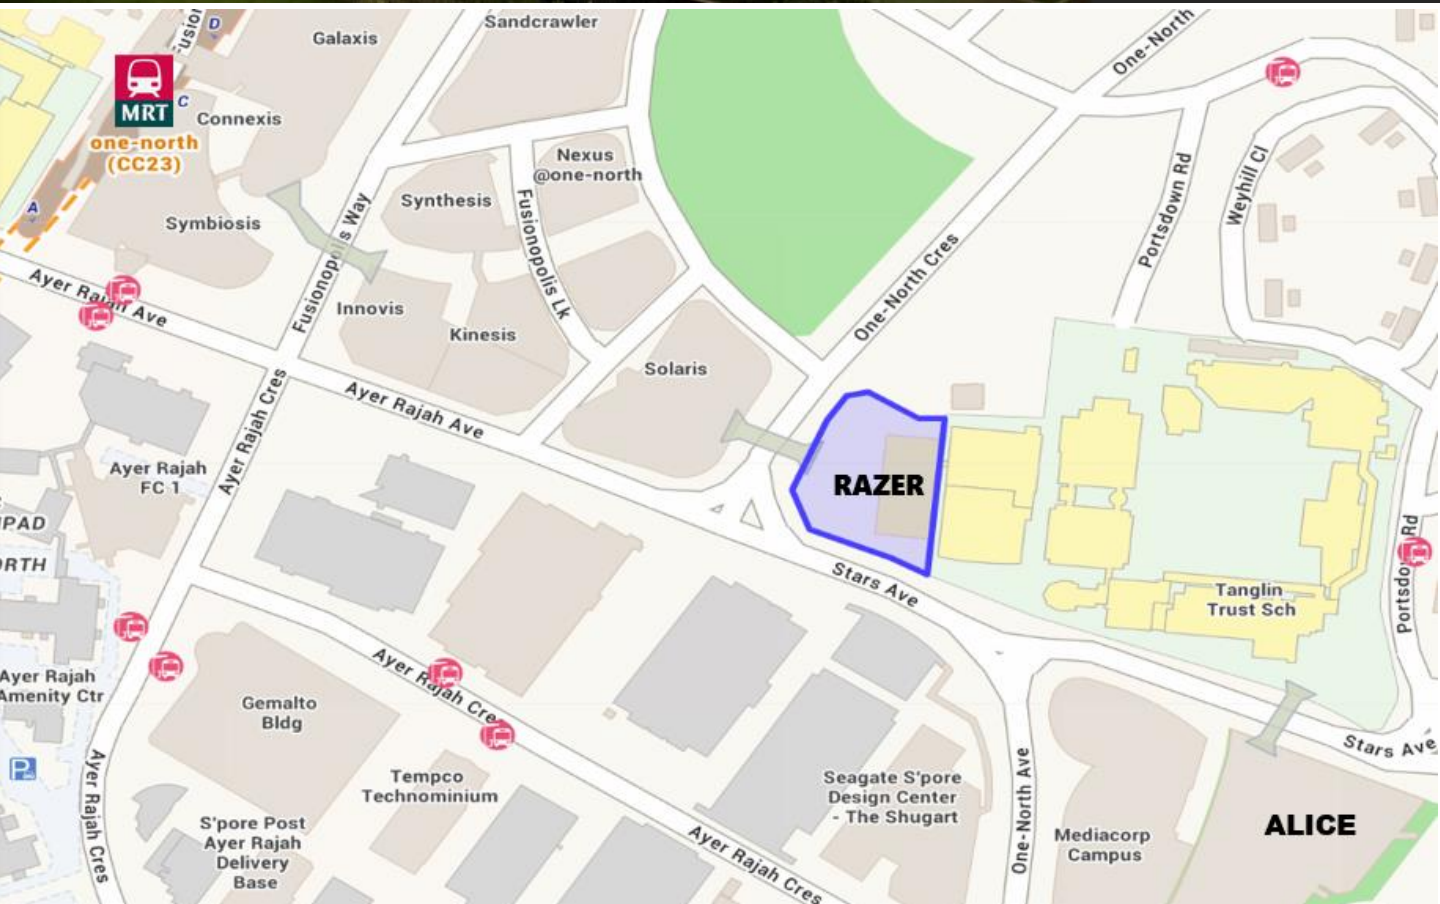 Sandcrawler
One-North
D
Fusion
Galaxis
MRT
C
Connexis
one-north
(CC23)
Nexus
@one-north
Synthesis
Portsdown Rd
Weyhill Cl
A
Symbiosis
Fusionopolis Way
Fusionopolis Lk
One-North Cres
Ayer Rajah Ave
Innovis
Kinesis
Solaris
Ayer Rajah Ave
Ayer Rajah Cres
Ayer Rajah
FC 1
RAZER
IPAD
ORTH
Stars Ave
Tanglin
Trust Sch
Portsdown Rd
Ayer Rajah
Amenity Ctr
Ayer Rajah Cres
Gemalto
Bldg
Stars Ave
P
Ayer Rajah Cres
Tempco
Technominium
Seagate S'pore
Design Center
- The Shugart
One-North Ave
Mediacorp
Campus
ALICE
S'pore Post
Ayer Rajah
Delivery
Base
Ayer Rajah Cres